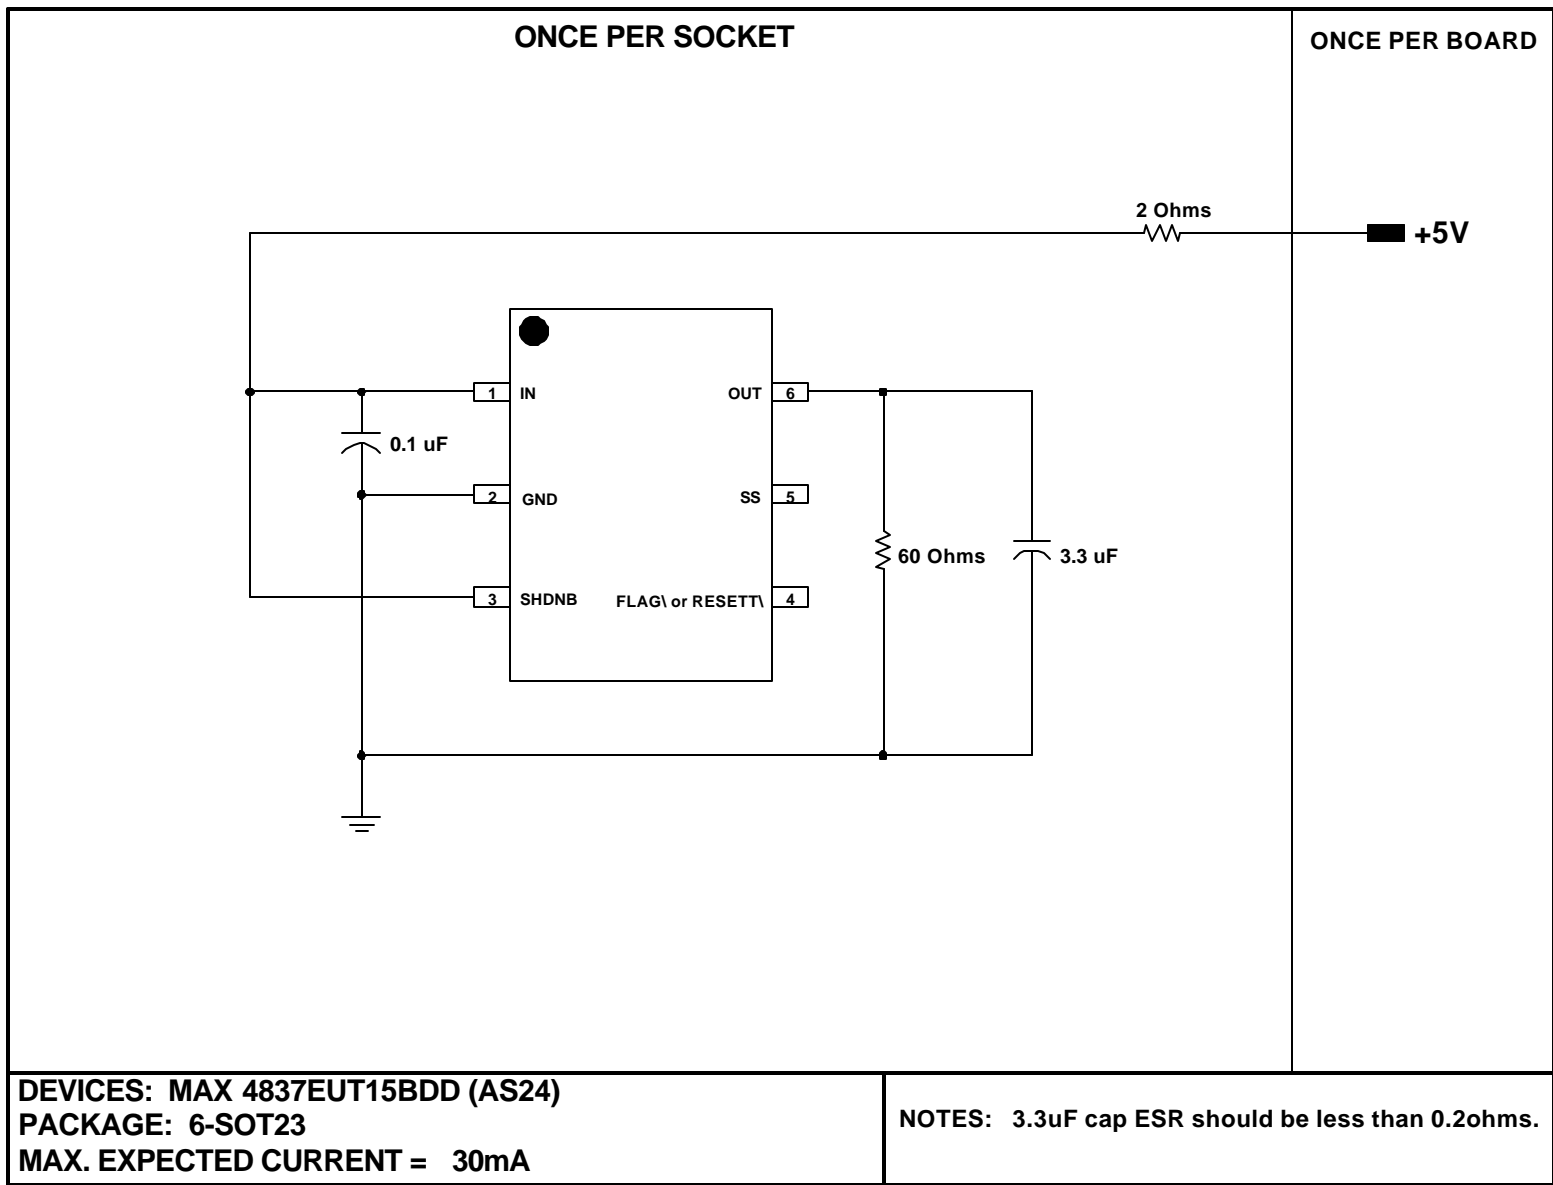 ONCE PER SOCKET
ONCE PER BOARD
2 Ohms
+5V
1 IN
OUT 6
0.1 uF
2 GND
SS 5
60 Ohms
3.3 uF
3 SHDNB
FLAG\ or RESETT\ 4
DEVICES: MAX 4837EUT15BDD (AS24)
PACKAGE: 6-SOT23
MAX. EXPECTED CURRENT = 30mA
NOTES: 3.3uF cap ESR should be less than 0.2ohms.